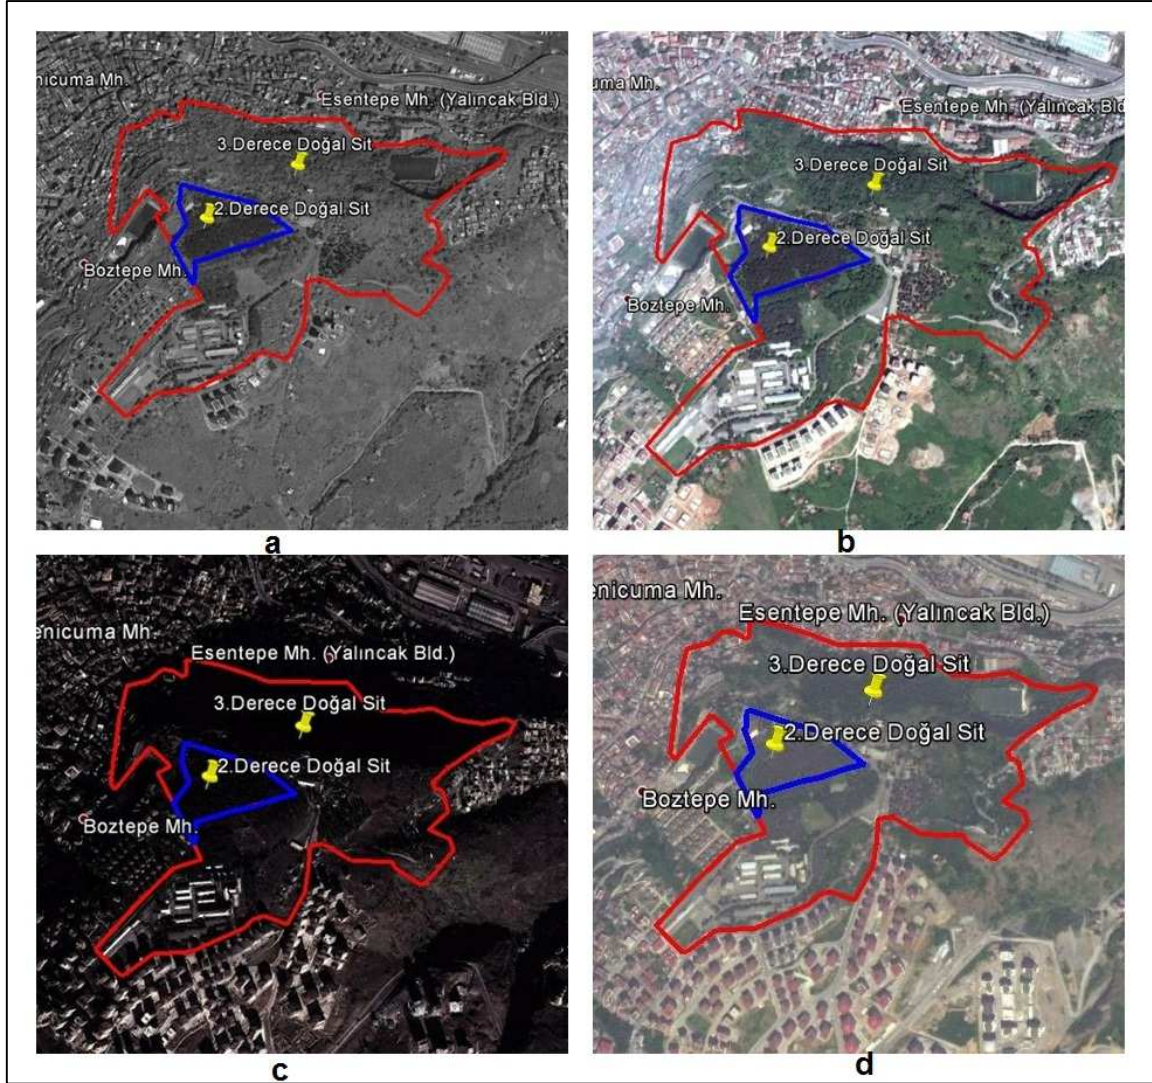 enicuma Mh.
Esentepe Mh. (Yalıncak Bld.)
3.Derece Doğal Sit
2.Derece Doğal Sit
Boztepe Mh.
a
uma Mh.
Esentepe Mh. (Yalıncak Bld
3.Derece Doğal Sit
2.Derece Doğal Sit
Boztepe Mh.
b
enicuma Mh.
Esentepe Mh. (Yalıncak Bld.)
3.Derece Doğal Sit
2.Derece Doğal Sit
Boztepe Mh.
c
enicuma Mh.
Esentepe Mh. (Yalıncak Bld.)
3.Derece Doğal Sit
2.Derece Doğal Sit
Boztepe Mh.
d